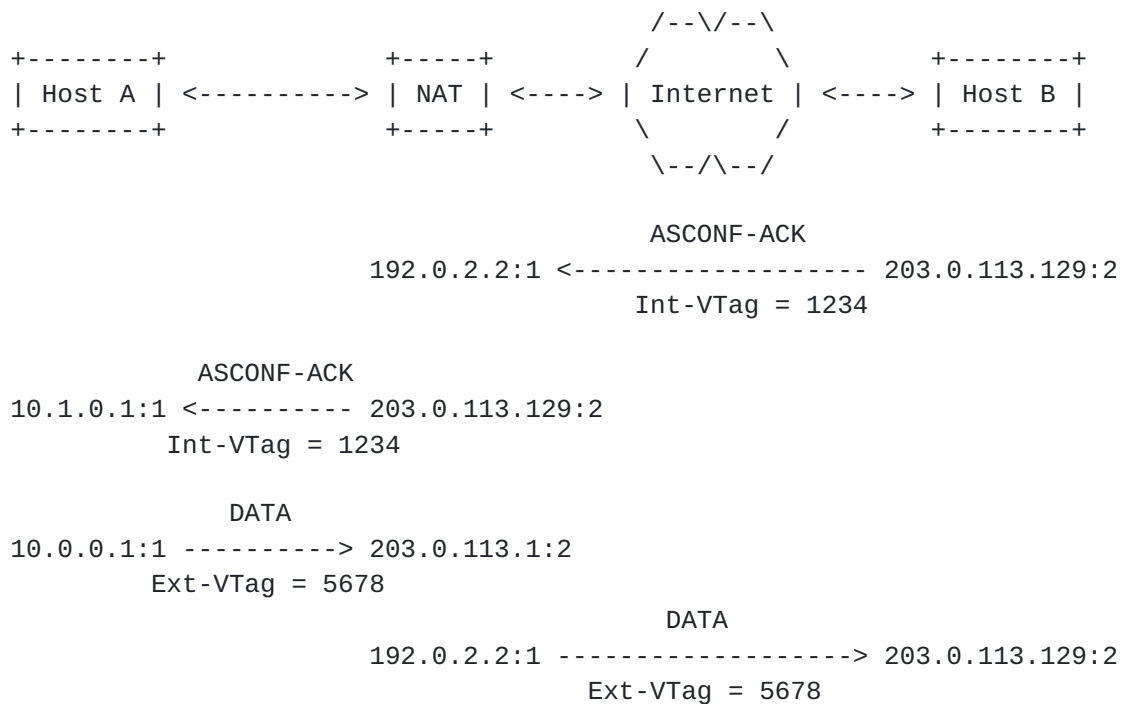 /--\/--\
+--------+              +-----+         /        \         +--------+
| Host A | <----------> | NAT | <----> | Internet | <----> | Host B |
+--------+              +-----+         \        /         +--------+
\--/\--/
ASCONF-ACK
192.0.2.2:1 <------------------- 203.0.113.129:2
Int-VTag = 1234
ASCONF-ACK
10.1.0.1:1 <---------- 203.0.113.129:2
Int-VTag = 1234
DATA
10.0.0.1:1 ----------> 203.0.113.1:2
Ext-VTag = 5678
DATA
192.0.2.2:1 -------------------> 203.0.113.129:2
Ext-VTag = 5678